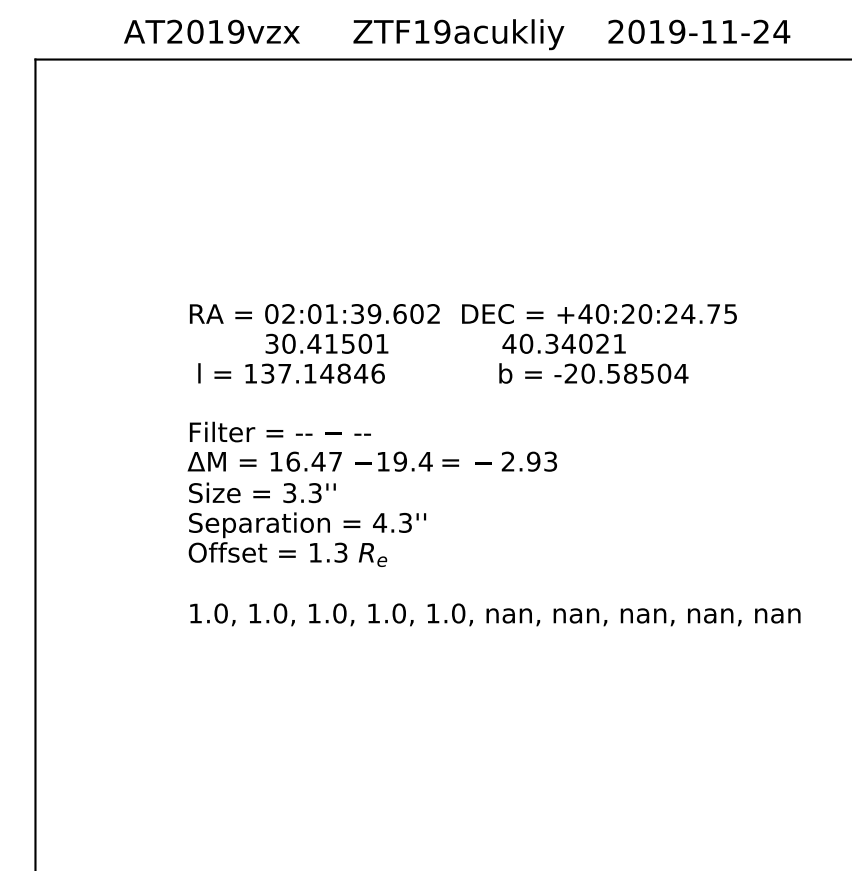 AT2019vzx ZTF19acukliy 2019-11-24
RA = 02:01:39.602 DEC = +40:20:24.75
30.41501 40.34021
l = 137.14846 b = -20.58504
Filter = -- − --
ΔM = 16.47 −19.4 = − 2.93
Size = 3.3''
Separation = 4.3''
Offset = 1.3 Re
1.0, 1.0, 1.0, 1.0, 1.0, nan, nan, nan, nan, nan